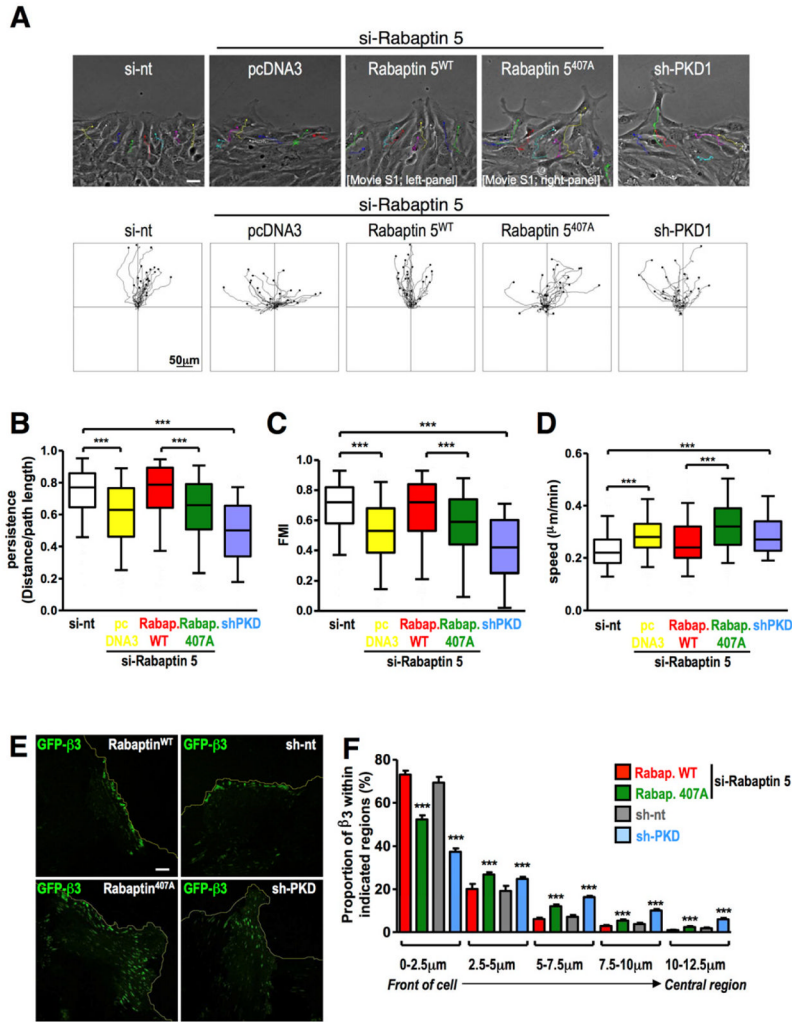 A
si-Rabaptin 5
si-nt
pcDNA3
Rabaptin 5WT
Rabaptin 5407A
sh-PKD1
[Movie S1; left-panel]
[Movie S1; right-panel]
si-Rabaptin 5
si-nt
pcDNA3
Rabaptin 5WT
Rabaptin 5407A
sh-PKD1
50μm
B
***
***
***
persistence
(Distance/path length)
1.0
0.8
0.6
0.4
0.2
0.0
si-nt
pc
DNA3
Rabap.
WT
Rabap.
407A
shPKD
si-Rabaptin 5
C
***
***
***
FMI
1.0
0.8
0.6
0.4
0.2
0.0
si-nt
pc
DNA3
Rabap.
WT
Rabap.
407A
shPKD
si-Rabaptin 5
D
***
***
***
speed (μm/min)
0.6
0.4
0.2
0.0
si-nt
pc
DNA3
Rabap.
WT
Rabap.
407A
shPKD
si-Rabaptin 5
E
GFP-β3
RabaptinWT
GFP-β3
sh-nt
GFP-β3
Rabaptin407A
GFP-β3
sh-PKD
F
Proportion of β3 within
indicated regions (%)
80
60
40
20
0
Rabap. WT
Rabap. 407A
si-Rabaptin 5
sh-nt
sh-PKD
***
***
***
***
***
***
***
***
***
***
0-2.5μm
2.5-5μm
5-7.5μm
7.5-10μm
10-12.5μm
Front of cell
Central region